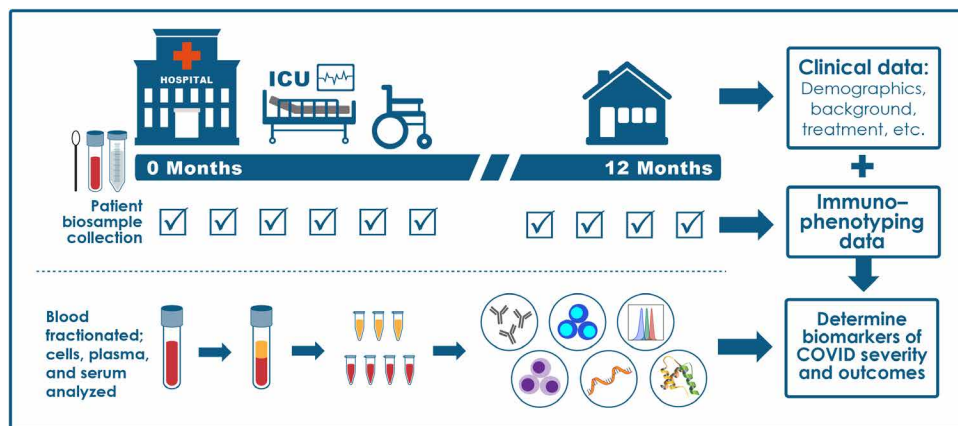 HOSPITAL
ICU
0 Months
12 Months
Patient
biosample
collection
Clinical data:
Demographics,
background,
treatment, etc.
+
Immuno–
phenotyping
data
Blood
fractionated;
cells, plasma,
and serum
analyzed
Determine
biomarkers of
COVID severity
and outcomes